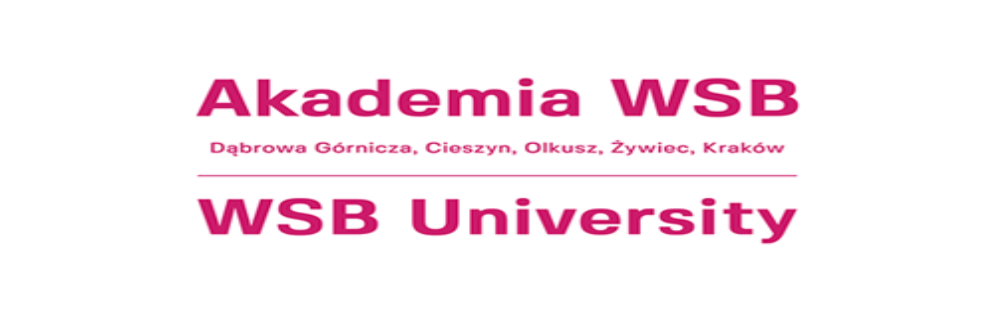 Akademia WSB
Dąbrowa Górnicza, Cieszyn, Olkusz, Żywiec, Kraków
WSB University